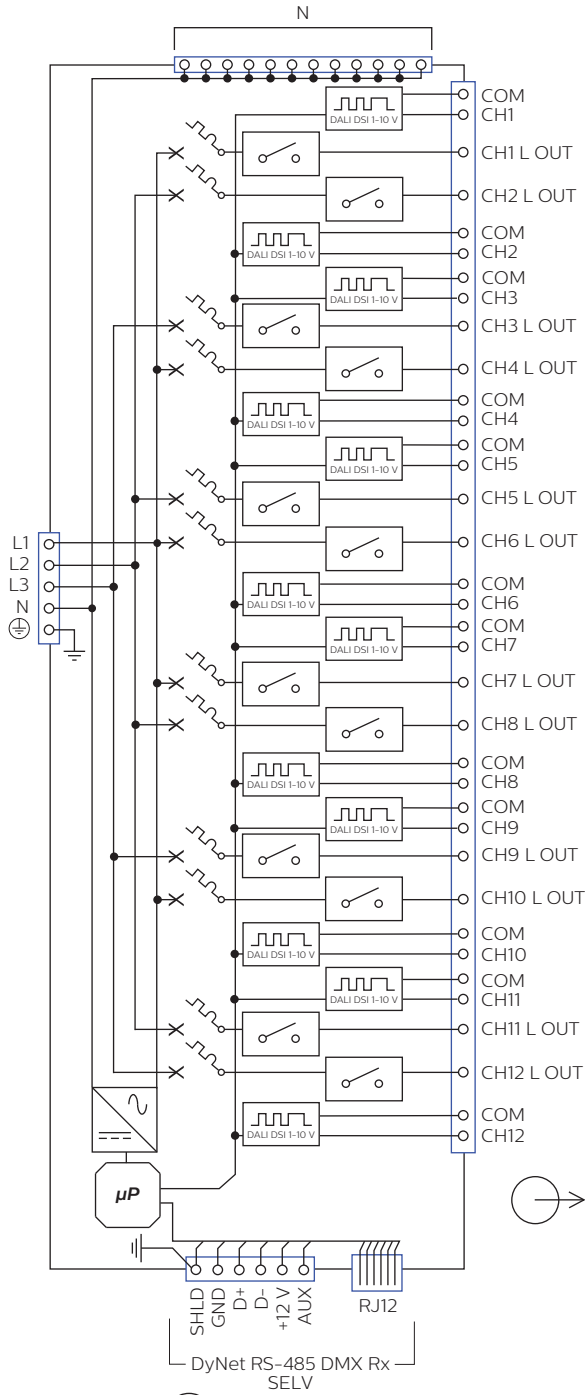 N
COM
DALI DSI 1-10 V
CH1
CH1 L OUT
CH2 L OUT
COM
DALI DSI 1-10 V
CH2
COM
DALI DSI 1-10 V
CH3
CH3 L OUT
CH4 L OUT
COM
DALI DSI 1-10 V
CH4
COM
DALI DSI 1-10 V
CH5
CH5 L OUT
L1
CH6 L OUT
L2
L3
COM
DALI DSI 1-10 V
CH6
N
COM
DALI DSI 1-10 V
CH7
CH7 L OUT
CH8 L OUT
COM
DALI DSI 1-10 V
CH8
COM
DALI DSI 1-10 V
CH9
CH9 L OUT
CH10 L OUT
COM
DALI DSI 1-10 V
CH10
COM
DALI DSI 1-10 V
CH11
CH11 L OUT
CH12 L OUT
COM
DALI DSI 1-10 V
CH12
µP
SHLD
GND
D+
D-
+12 V
AUX
RJ12
DyNet RS-485 DMX Rx
SELV